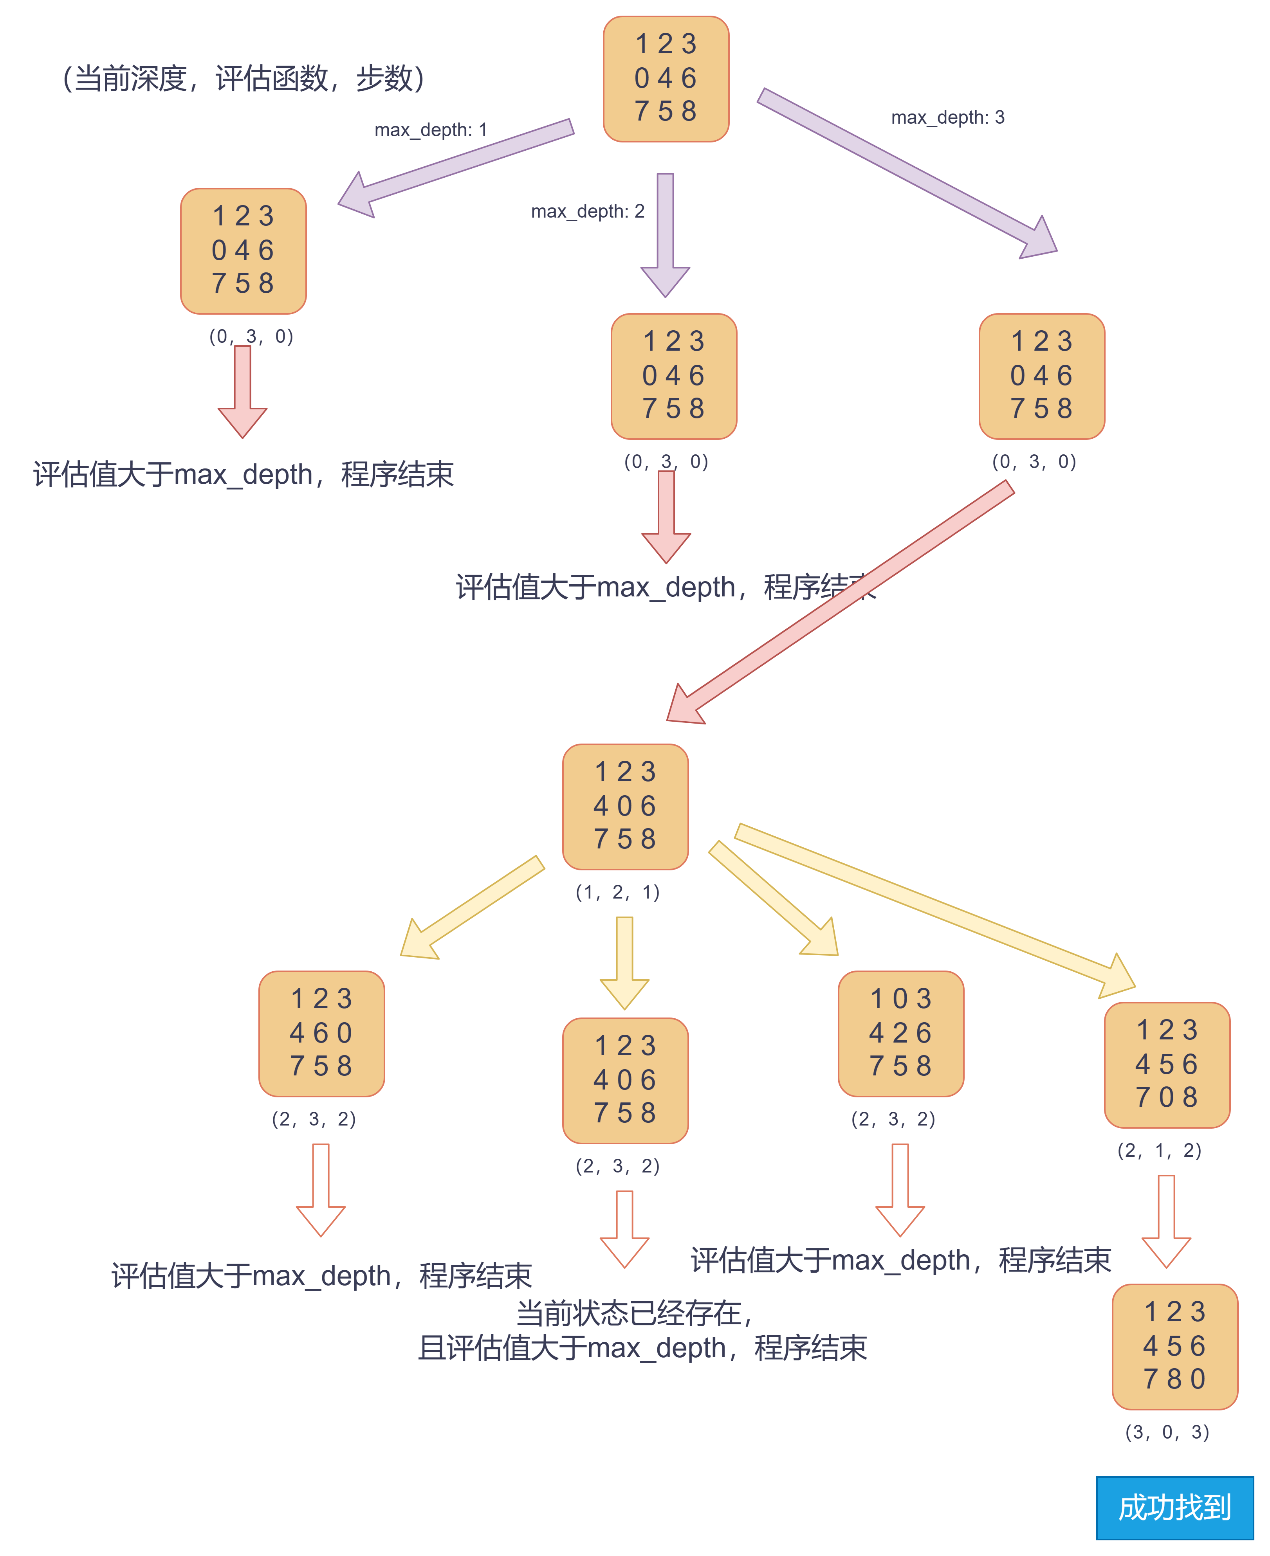 1 2 3
0 4 6
7 5 8
（当前深度，评估函数，步数）
max_depth: 1
max_depth: 2
max_depth: 3
1 2 3
0 4 6
7 5 8
(0, 3, 0)
评估值大于max_depth，程序结束
1 2 3
0 4 6
7 5 8
(0, 3, 0)
评估值大于max_depth，程序结束
1 2 3
0 4 6
7 5 8
(0, 3, 0)
1 2 3
4 0 6
7 5 8
(1, 2, 1)
1 2 3
4 6 0
7 5 8
(2, 3, 2)
评估值大于max_depth，程序结束
1 2 3
4 0 6
7 5 8
(2, 3, 2)
当前状态已经存在，
且评估值大于max_depth，程序结束
1 0 3
4 2 6
7 5 8
(2, 3, 2)
评估值大于max_depth，程序结束
1 2 3
4 5 6
7 0 8
(2, 1, 2)
1 2 3
4 5 6
7 8 0
(3, 0, 3)
成功找到